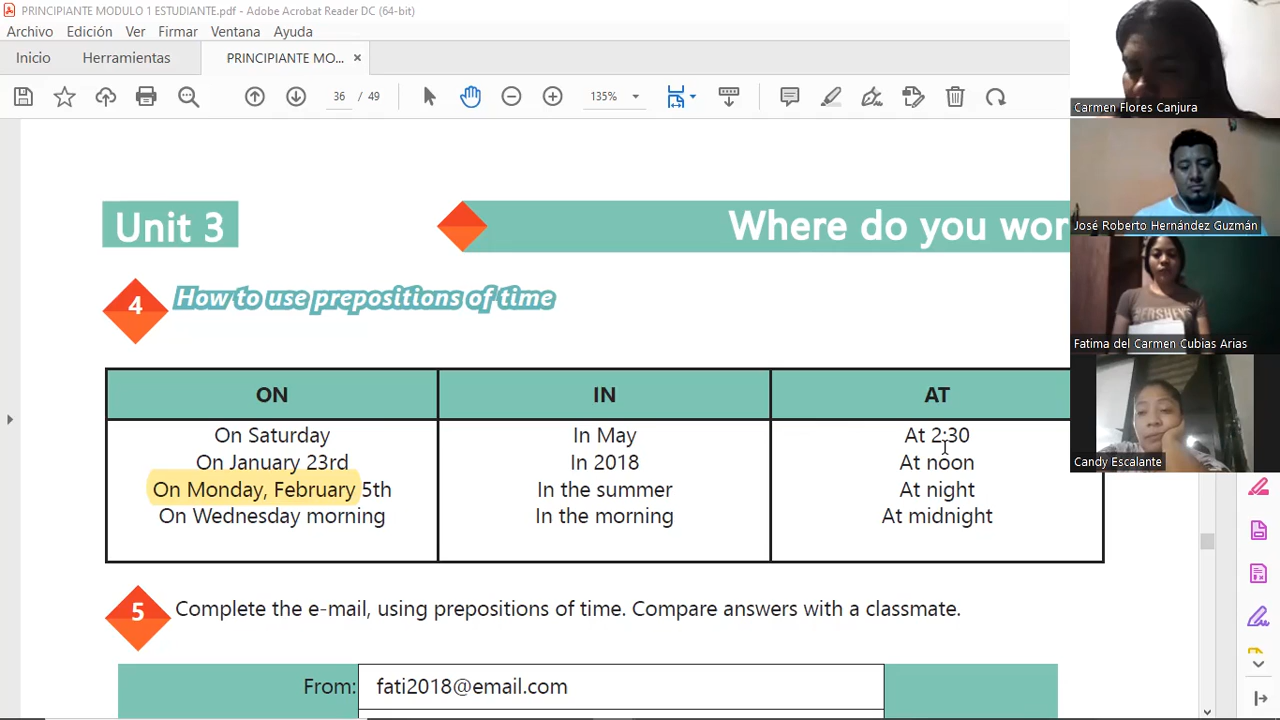 PRINCIPIANTE MODULO 1 ESTUDIANTE.pdf - Adobe Acrobat Reader DC (64-bit)
Archivo Edición Ver Firmar Ventana Ayuda
Inicio Herramientas PRINCIPIANTE MO... ×
36 / 49 135%
Carmen Flores Canjura
José Roberto Hernández Guzmán
Fatima del Carmen Cubias Arias
Candy Escalante
Unit 3 Where do you wor
4 How to use prepositions of time
ON IN AT
On Saturday In May At 2:30
On January 23rd In 2018 At noon
On Monday, February 5th In the summer At night
On Wednesday morning In the morning At midnight
5 Complete the e-mail, using prepositions of time. Compare answers with a classmate.
From: fati2018@email.com